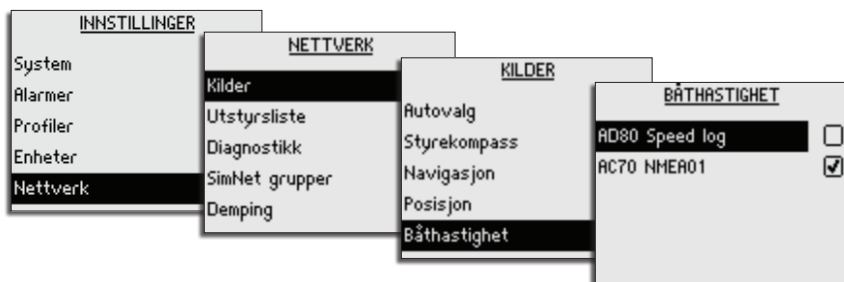 INNSTILLINGER
System
Alarmer
Profiler
Enheter
Nettverk
NETTVERK
Kilder
Utstyrsliste
Diagnostikk
SimNet grupper
Demping
KILDER
Autovalg
Styrekompass
Navigasjon
Posisjon
Båthastighet
BÅTHASTIGHET
AD80 Speed log
AC70 NMEA01